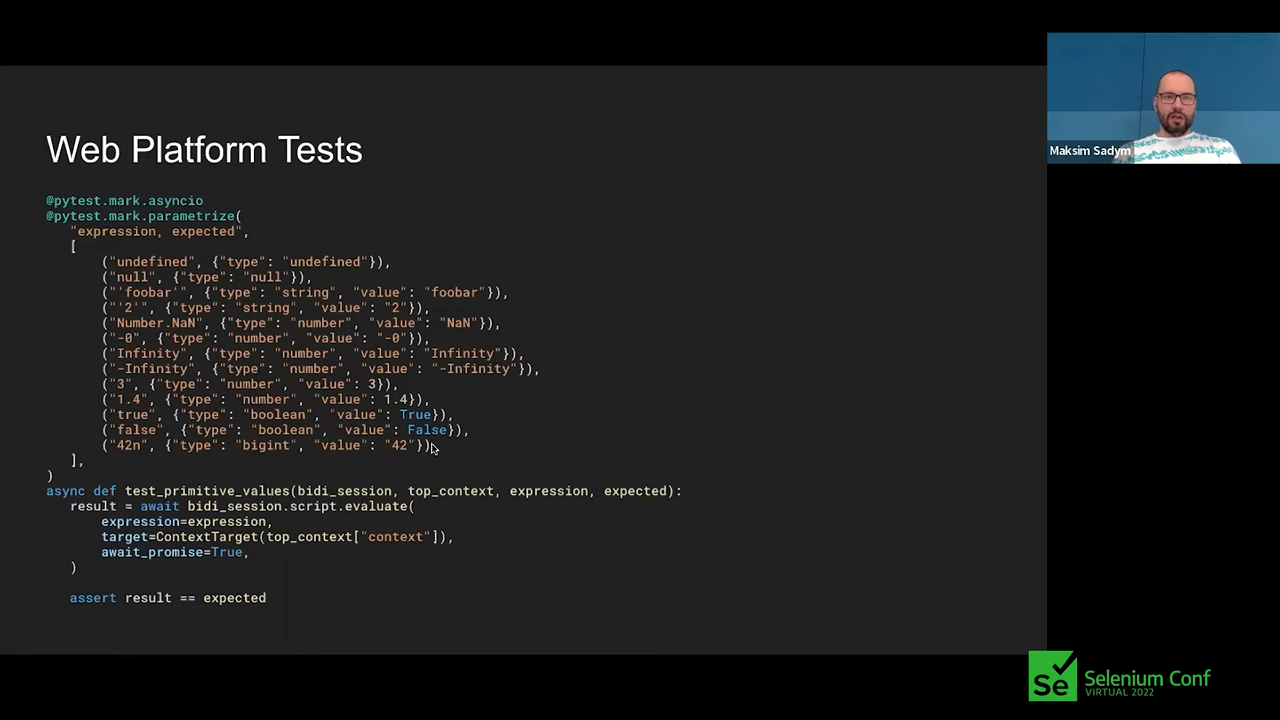 Web Platform Tests
@pytest.mark.asyncio
@pytest.mark.parametrize(
"expression, expected",
[
("undefined", {"type": "undefined"}),
("null", {"type": "null"}),
("'foobar'", {"type": "string", "value": "foobar"}),
("'2'", {"type": "string", "value": "2"}),
("Number.NaN", {"type": "number", "value": "NaN"}),
("-0", {"type": "number", "value": "-0"}),
("Infinity", {"type": "number", "value": "Infinity"}),
("-Infinity", {"type": "number", "value": "-Infinity"}),
("3", {"type": "number", "value": 3}),
("1.4", {"type": "number", "value": 1.4}),
("true", {"type": "boolean", "value": True}),
("false", {"type": "boolean", "value": False}),
("42n", {"type": "bigint", "value": "42"}),
],
)
async def test_primitive_values(bidi_session, top_context, expression, expected):
result = await bidi_session.script.evaluate(
expression=expression,
target=ContextTarget(top_context["context"]),
await_promise=True,
)
assert result == expected
Maksim Sadym
Se
Selenium Conf
VIRTUAL 2022